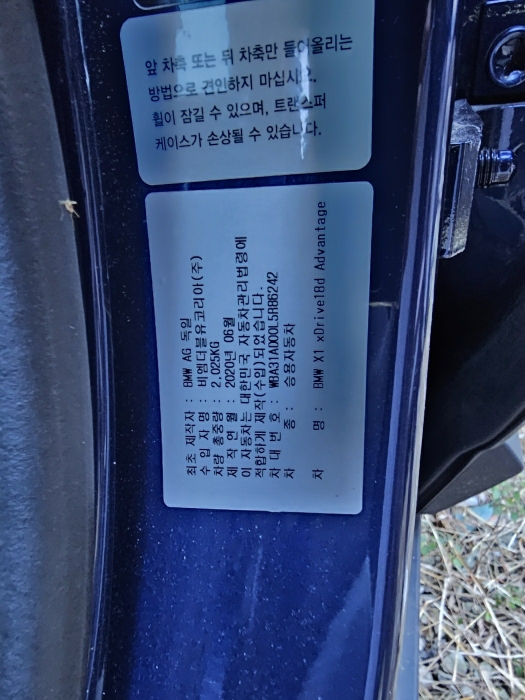 앞 차축 또는 뒤 차축만 들어올리는
방법으로 견인하지 마십시오.
휠이 잠길 수 있으며, 트랜스퍼
케이스가 손상될 수 있습니다.
최초 제작자 : BMW AG 독일
수입 자명 : 비엠더블유코리아(주)
차량 총중량 : 2,025KG
제작 연월 : 2020년 06월
이 자동차는 대한민국 자동차관리법령에
적합하게 제작(수입)되었습니다.
차대번호 : WBA31AD00L5R86242
차 종 : 승용자동차
차 명 : BMW X1 xDrive18d Advantage